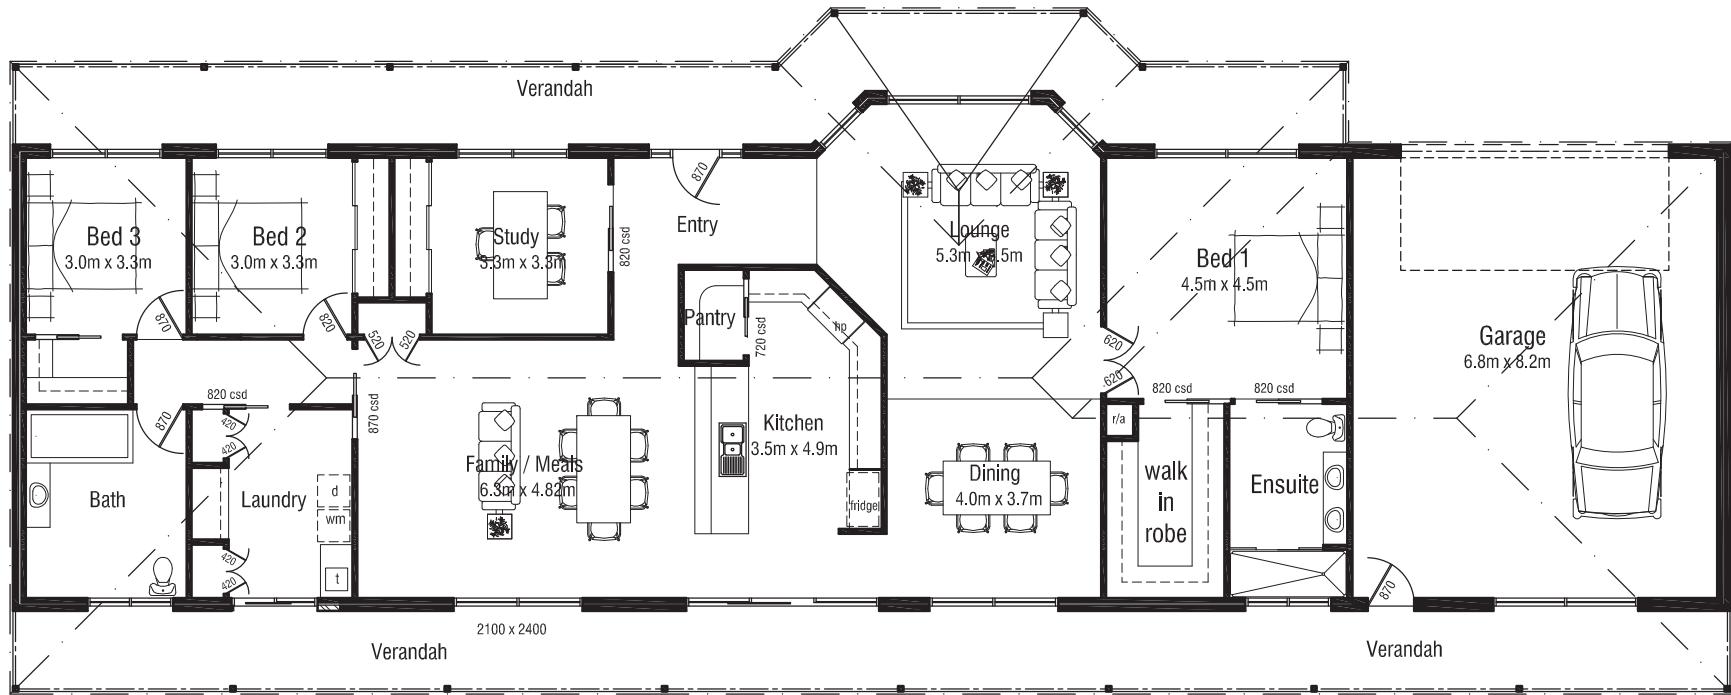 Verandah
870
Bed 3
3.0m x 3.3m
Bed 2
3.0m x 3.3m
Study
3.3m x 3.3m
820 csd
Entry
Lounge
Bed 1
4.5m x 4.5m
Garage
6.8m x 8.2m
870
820
520
520
Pantry
720 csd
hp
620
620
820 csd
820 csd
820 csd
870
420
420
870 csd
r/a
Kitchen
3.5m x 4.9m
Family / Meals
6.3m x 4.82m
Dining
4.0m x 3.7m
walk
in
robe
Ensuite
Bath
Laundry
d
wm
fridge
420
420
t
870
2100 x 2400
Verandah
Verandah